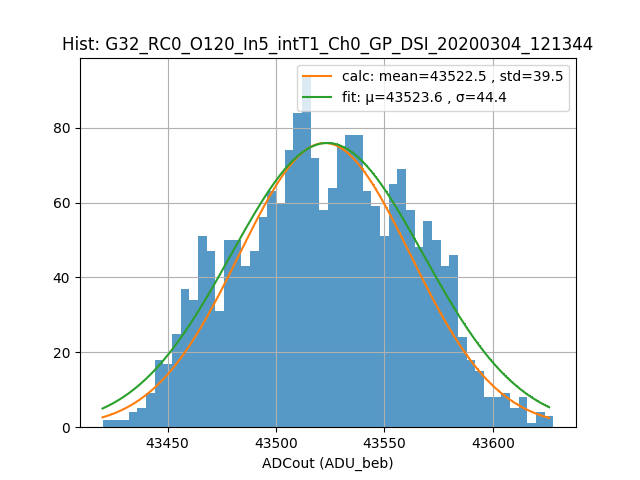 Hist: G32_RC0_O120_In5_intT1_Ch0_GP_DSI_20200304_121344
calc: mean=43522.5 , std=39.5
fit: μ=43523.6 , σ=44.4
80
60
40
20
0
43450 43500 43550 43600
ADCout (ADU_beb)